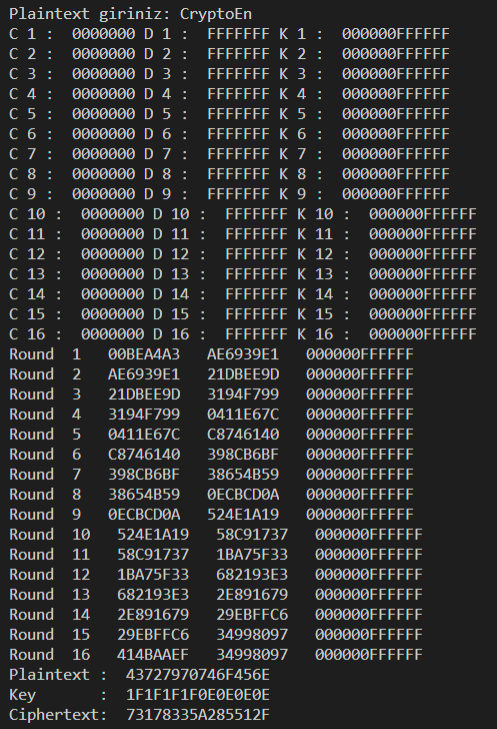 Plaintext giriniz: CryptoEn
C 1 :  0000000 D 1 :  FFFFFFF K 1 :  000000FFFFFF
C 2 :  0000000 D 2 :  FFFFFFF K 2 :  000000FFFFFF
C 3 :  0000000 D 3 :  FFFFFFF K 3 :  000000FFFFFF
C 4 :  0000000 D 4 :  FFFFFFF K 4 :  000000FFFFFF
C 5 :  0000000 D 5 :  FFFFFFF K 5 :  000000FFFFFF
C 6 :  0000000 D 6 :  FFFFFFF K 6 :  000000FFFFFF
C 7 :  0000000 D 7 :  FFFFFFF K 7 :  000000FFFFFF
C 8 :  0000000 D 8 :  FFFFFFF K 8 :  000000FFFFFF
C 9 :  0000000 D 9 :  FFFFFFF K 9 :  000000FFFFFF
C 10 :  0000000 D 10 :  FFFFFFF K 10 :  000000FFFFFF
C 11 :  0000000 D 11 :  FFFFFFF K 11 :  000000FFFFFF
C 12 :  0000000 D 12 :  FFFFFFF K 12 :  000000FFFFFF
C 13 :  0000000 D 13 :  FFFFFFF K 13 :  000000FFFFFF
C 14 :  0000000 D 14 :  FFFFFFF K 14 :  000000FFFFFF
C 15 :  0000000 D 15 :  FFFFFFF K 15 :  000000FFFFFF
C 16 :  0000000 D 16 :  FFFFFFF K 16 :  000000FFFFFF
Round  1   00BEA4A3   AE6939E1   000000FFFFFF
Round  2   AE6939E1   21DBEE9D   000000FFFFFF
Round  3   21DBEE9D   3194F799   000000FFFFFF
Round  4   3194F799   0411E67C   000000FFFFFF
Round  5   0411E67C   C8746140   000000FFFFFF
Round  6   C8746140   398CB6BF   000000FFFFFF
Round  7   398CB6BF   38654B59   000000FFFFFF
Round  8   38654B59   0ECBCD0A   000000FFFFFF
Round  9   0ECBCD0A   524E1A19   000000FFFFFF
Round  10   524E1A19   58C91737   000000FFFFFF
Round  11   58C91737   1BA75F33   000000FFFFFF
Round  12   1BA75F33   682193E3   000000FFFFFF
Round  13   682193E3   2E891679   000000FFFFFF
Round  14   2E891679   29EBFFC6   000000FFFFFF
Round  15   29EBFFC6   34998097   000000FFFFFF
Round  16   414BAAEF   34998097   000000FFFFFF
Plaintext :  43727970746F456E
Key       :  1F1F1F1F0E0E0E0E
Ciphertext:  73178335A285512F